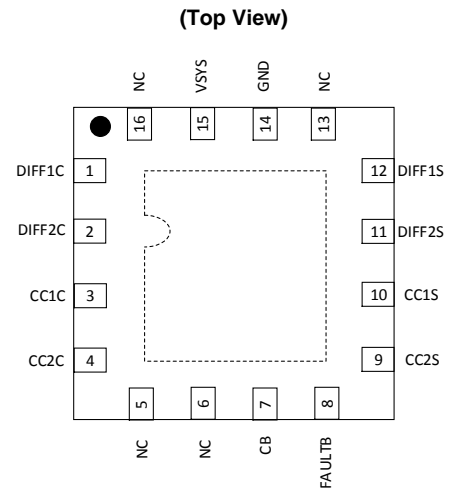 (Top View)
NC
VSYS
GND
NC
16
15
14
13
DIFF1C 1
12 DIFF1S
DIFF2C 2
11 DIFF2S
CC1C 3
10 CC1S
CC2C 4
9 CC2S
5
6
7
8
NC
NC
CB
FAULTB